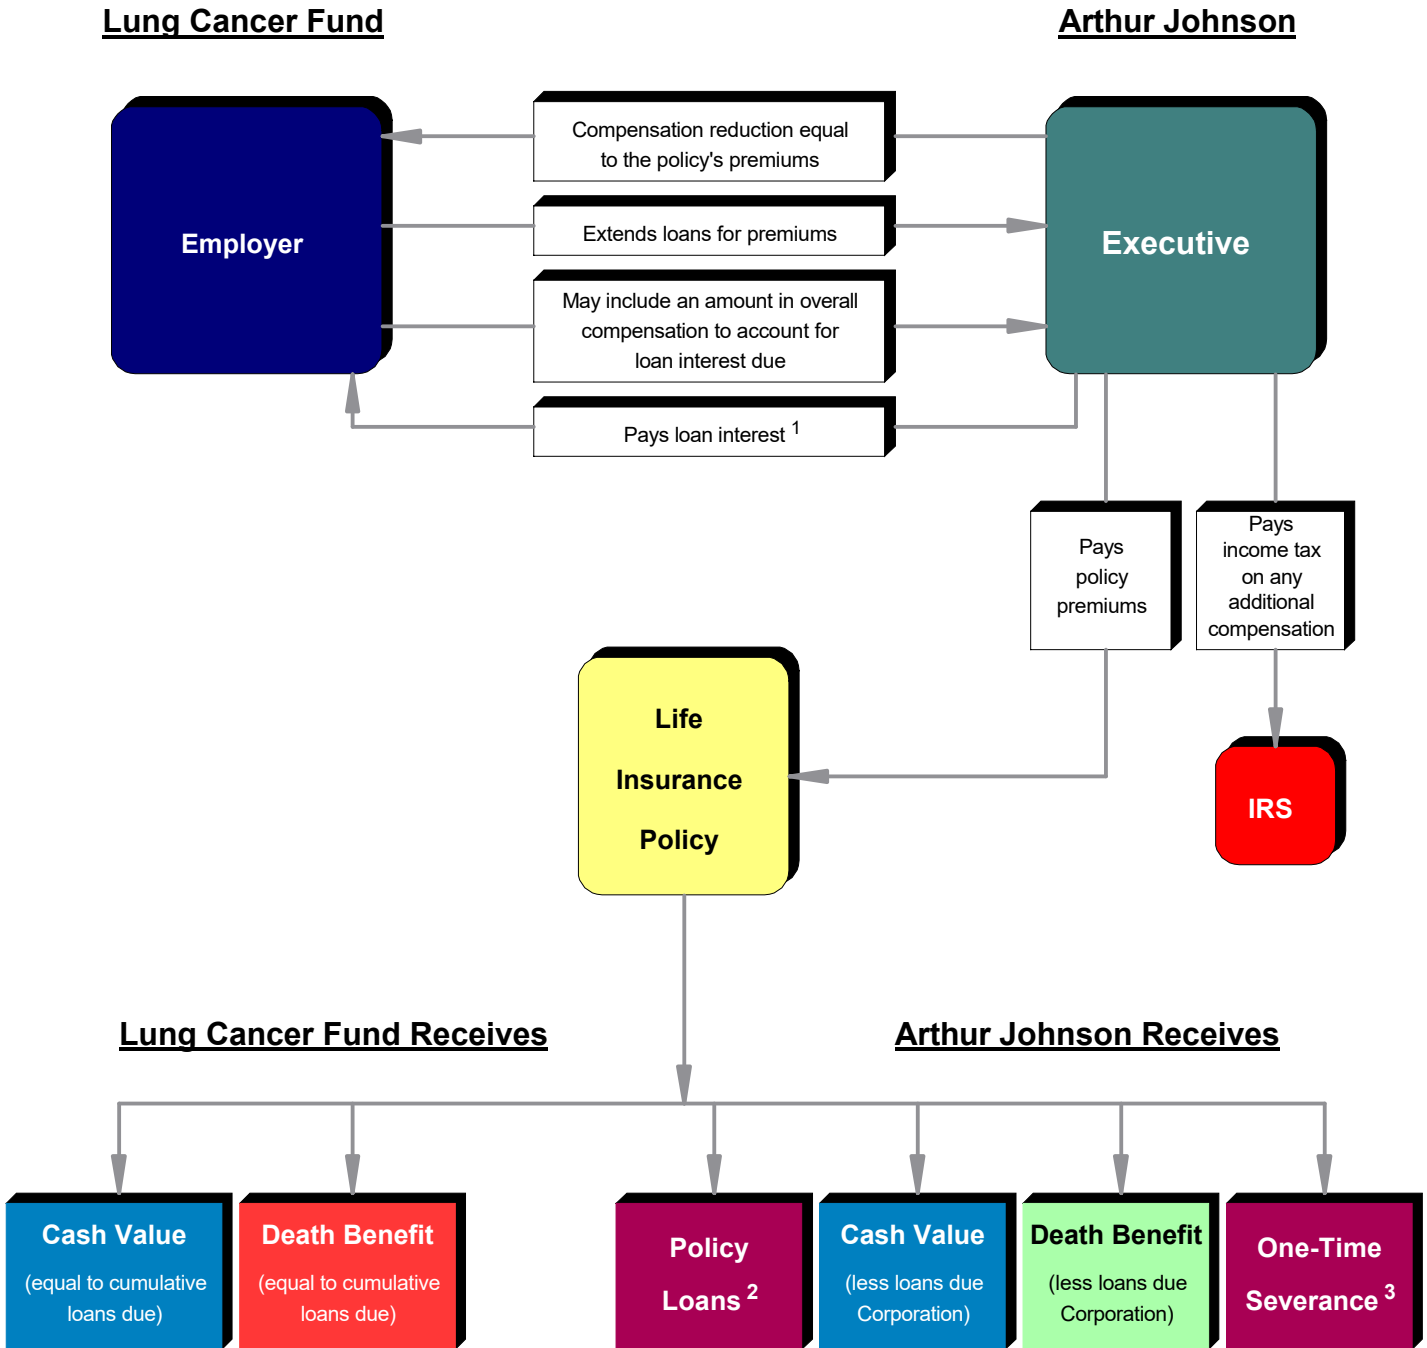 Lung Cancer Fund
Arthur Johnson
Compensation reduction equal
to the policy's premiums
Employer
Extends loans for premiums
Executive
May include an amount in overall
compensation to account for
loan interest due
Pays loan interest 1
Pays
policy
premiums
Pays
income tax
on any
additional
compensation
Life
Insurance
Policy
IRS
Lung Cancer Fund Receives
Arthur Johnson Receives
Cash Value
(equal to cumulative
loans due)
Death Benefit
(equal to cumulative
loans due)
Policy
Loans 2
Cash Value
(less loans due
Corporation)
Death Benefit
(less loans due
Corporation)
One-Time
Severance 3